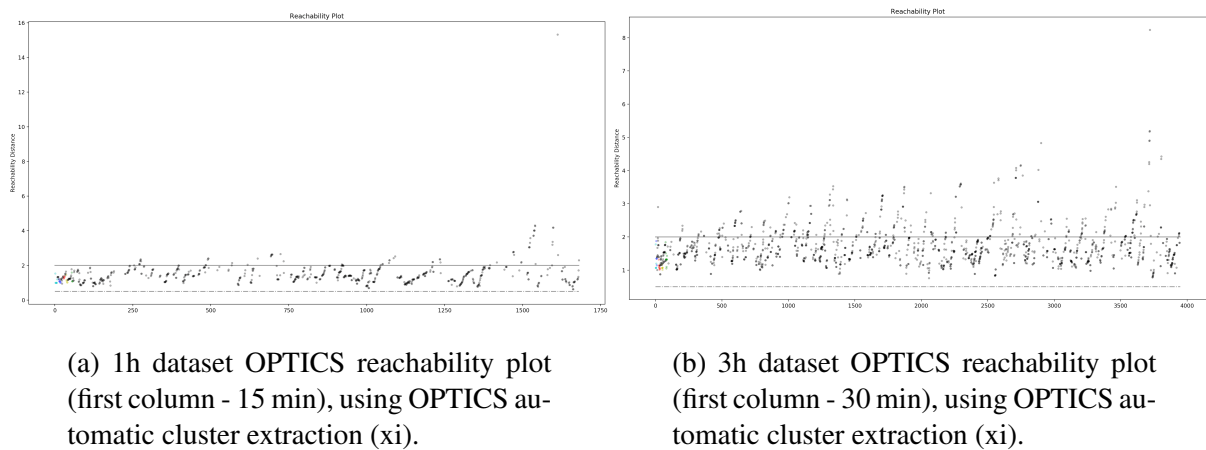 Reachability Plot
16
14
12
10
8
6
4
2
0
Reachability Distance
0 250 500 750 1000 1250 1500 1750
Reachability Plot
8
7
6
5
4
3
2
1
Reachability Distance
0 500 1000 1500 2000 2500 3000 3500 4000
(a) 1h dataset OPTICS reachability plot
(first column - 15 min), using OPTICS au-
tomatic cluster extraction (xi).
(b) 3h dataset OPTICS reachability plot
(first column - 30 min), using OPTICS au-
tomatic cluster extraction (xi).